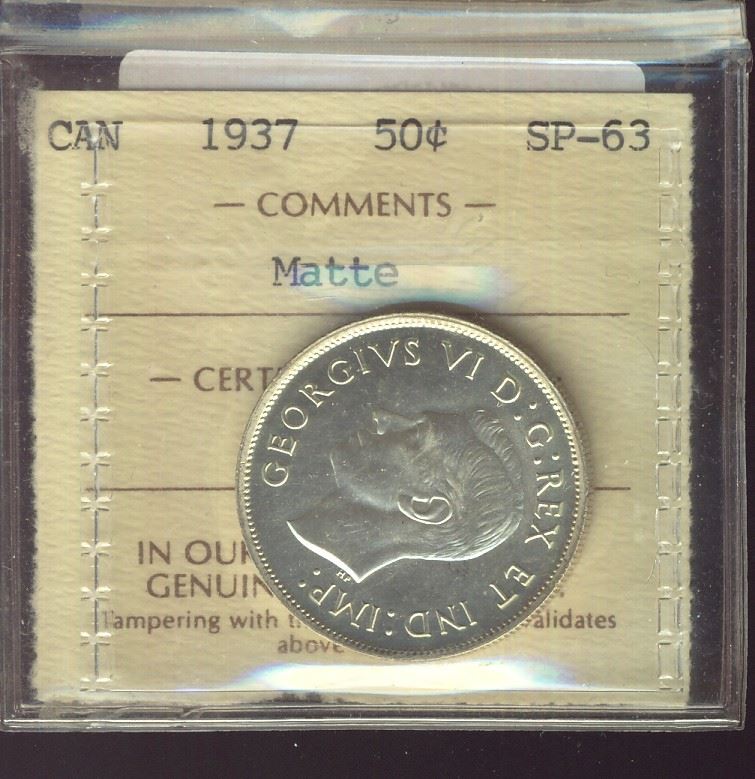 CAN 1937 50¢ SP-63
— COMMENTS —
Matte
— CERT
IN OUR
GENUIN
Tampering with t alidates
above
GEORGIVS VI D:G:REX ET IND:IMP:
HP